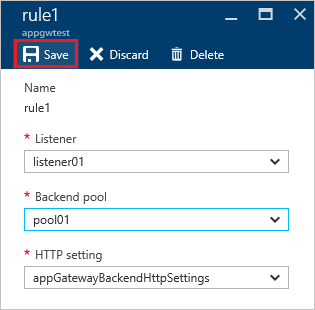 rule1
appgwtest
Save Discard Delete
Name
rule1
* Listener
listener01
* Backend pool
pool01
* HTTP setting
appGatewayBackendHttpSettings